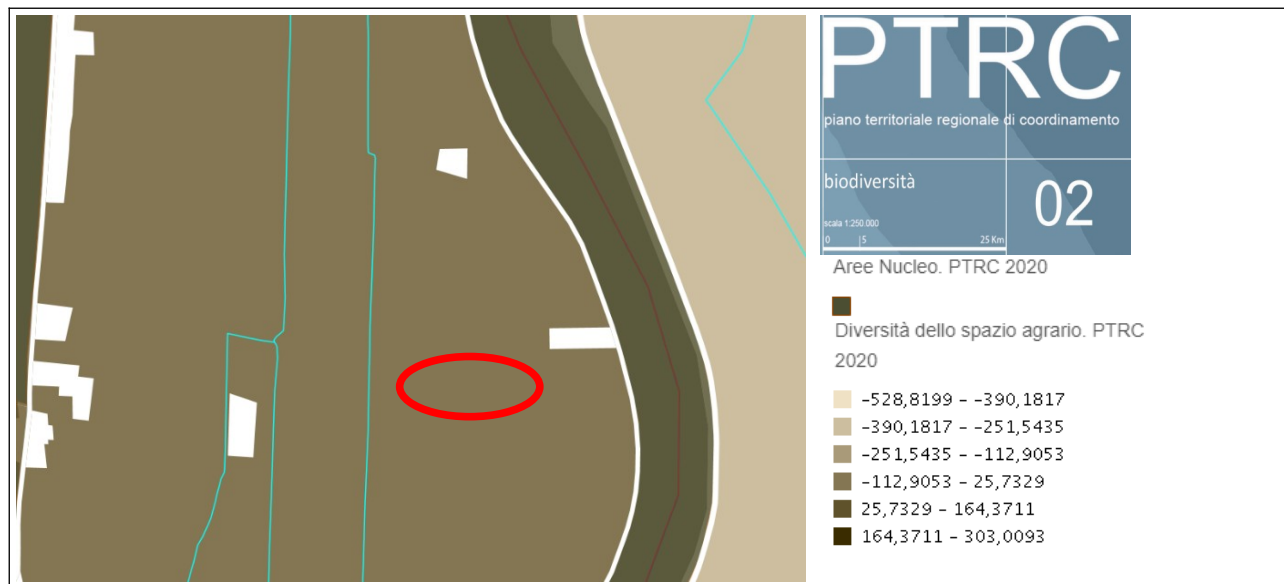 PTRC
piano territoriale regionale di coordinamento
biodiversità
02
scala 1:250.000
0 5 25 Km
Aree Nucleo. PTRC 2020
Diversità dello spazio agrario. PTRC
2020
-528,8199 - -390,1817
-390,1817 - -251,5435
-251,5435 - -112,9053
-112,9053 - 25,7329
25,7329 - 164,3711
164,3711 - 303,0093